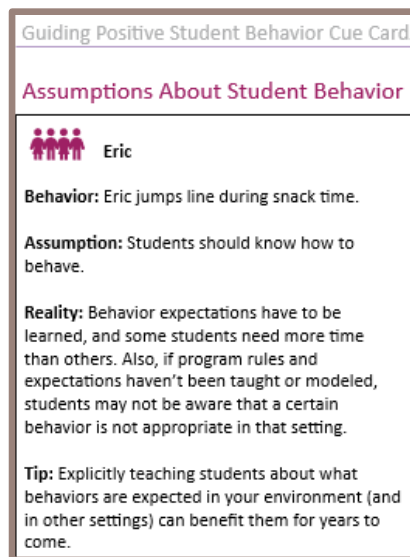 Guiding Positive Student Behavior Cue Card
Assumptions About Student Behavior
Eric
Behavior: Eric jumps line during snack time.
Assumption: Students should know how to
behave.
Reality: Behavior expectations have to be
learned, and some students need more time
than others. Also, if program rules and
expectations haven’t been taught or modeled,
students may not be aware that a certain
behavior is not appropriate in that setting.
Tip: Explicitly teaching students about what
behaviors are expected in your environment (and
in other settings) can benefit them for years to
come.